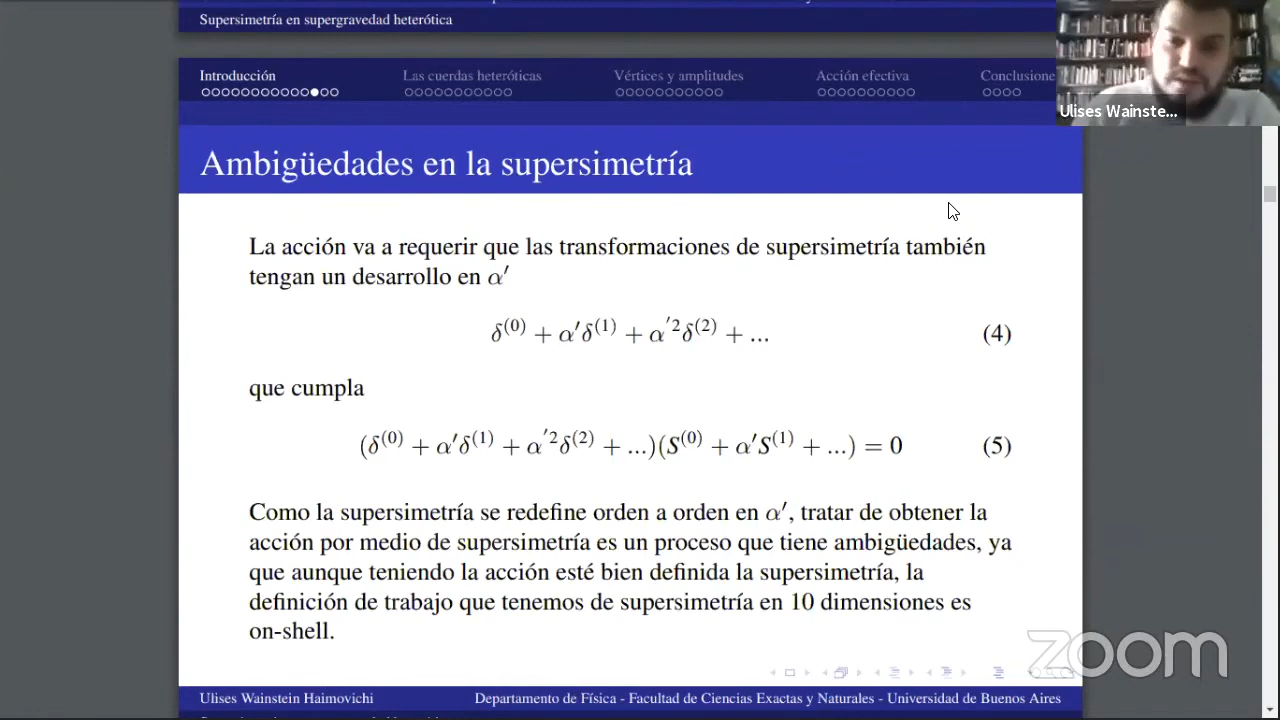 Supersimetría en supergravedad heterótica
Introducción Las cuerdas heteróticas Vértices y amplitudes Acción efectiva Conclusione
Ulises Wainste...
Ambigüedades en la supersimetría
La acción va a requerir que las transformaciones de supersimetría también
tengan un desarrollo en α′
δ⁽⁰⁾ + α′δ⁽¹⁾ + α′²δ⁽²⁾ + ... (4)
que cumpla
(δ⁽⁰⁾ + α′δ⁽¹⁾ + α′²δ⁽²⁾ + ...)(S⁽⁰⁾ + α′S⁽¹⁾ + ...) = 0 (5)
Como la supersimetría se redefine orden a orden en α′, tratar de obtener la
acción por medio de supersimetría es un proceso que tiene ambigüedades, ya
que aunque teniendo la acción esté bien definida la supersimetría, la
definición de trabajo que tenemos de supersimetría en 10 dimensiones es
on-shell.
zoom
Ulises Wainstein Haimovichi Departamento de Física - Facultad de Ciencias Exactas y Naturales - Universidad de Buenos Aires